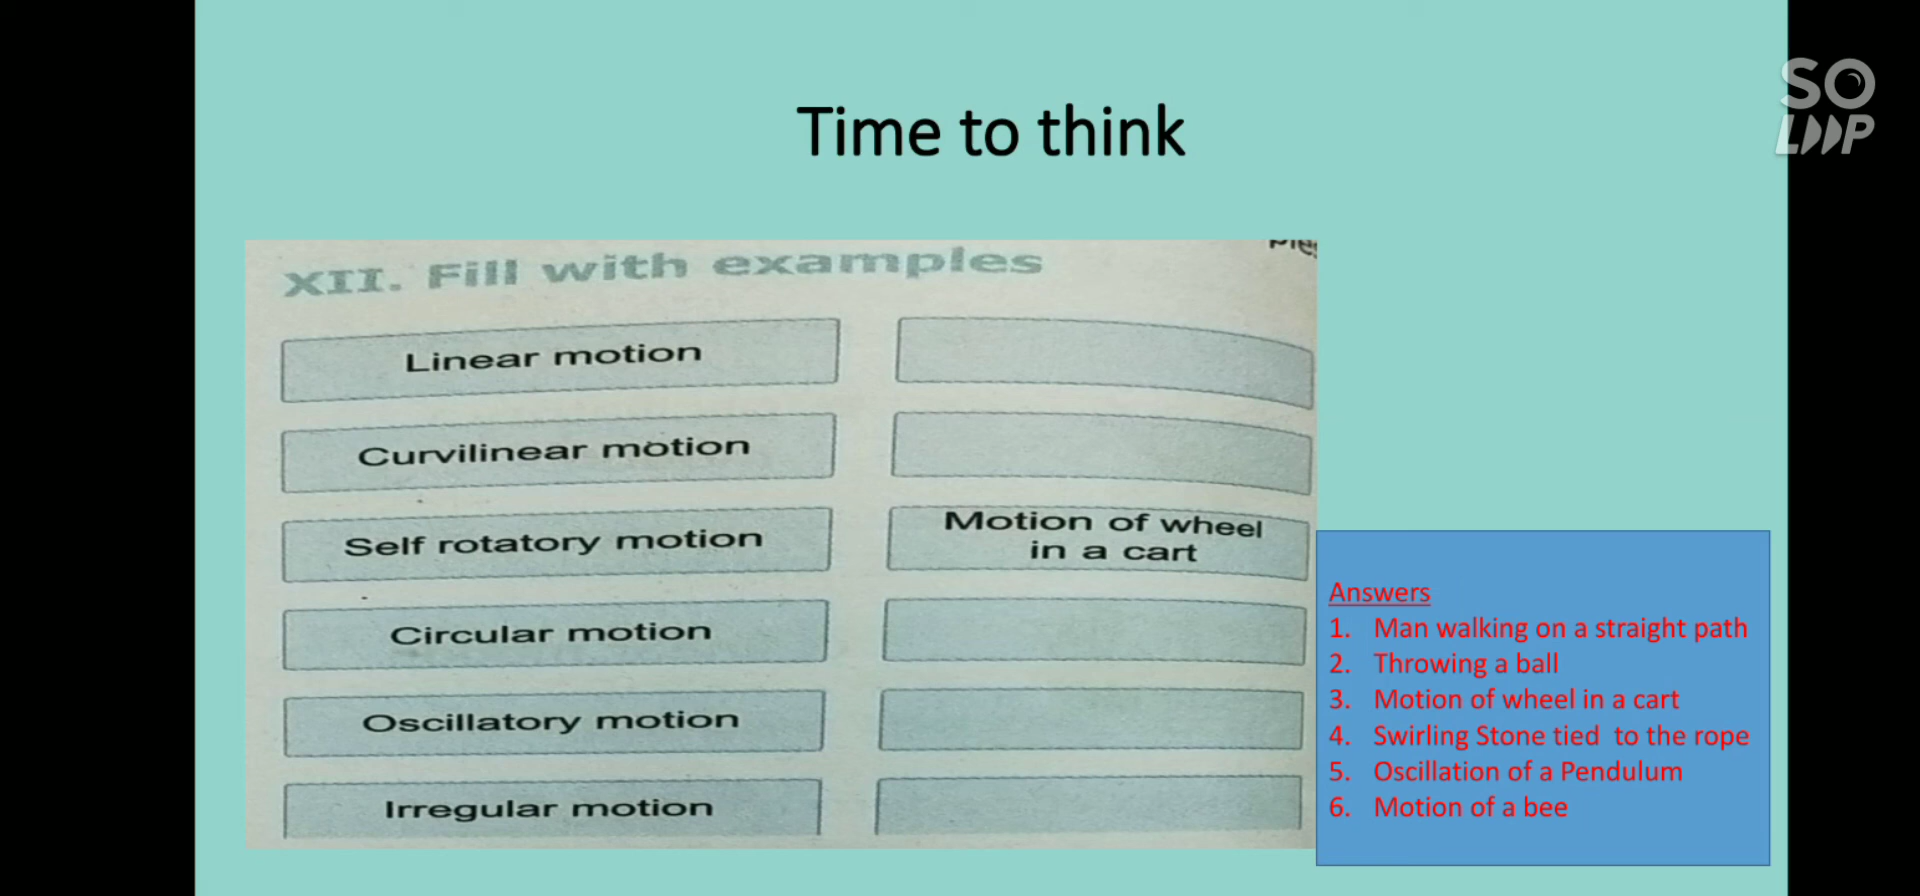 Time to think
SO
LOOP
XII. Fill with examples
Linear motion
Curvilinear motion
Self rotatory motion
Motion of wheel
in a cart
Circular motion
Oscillatory motion
Irregular motion
Answers
1. Man walking on a straight path
2. Throwing a ball
3. Motion of wheel in a cart
4. Swirling Stone tied to the rope
5. Oscillation of a Pendulum
6. Motion of a bee